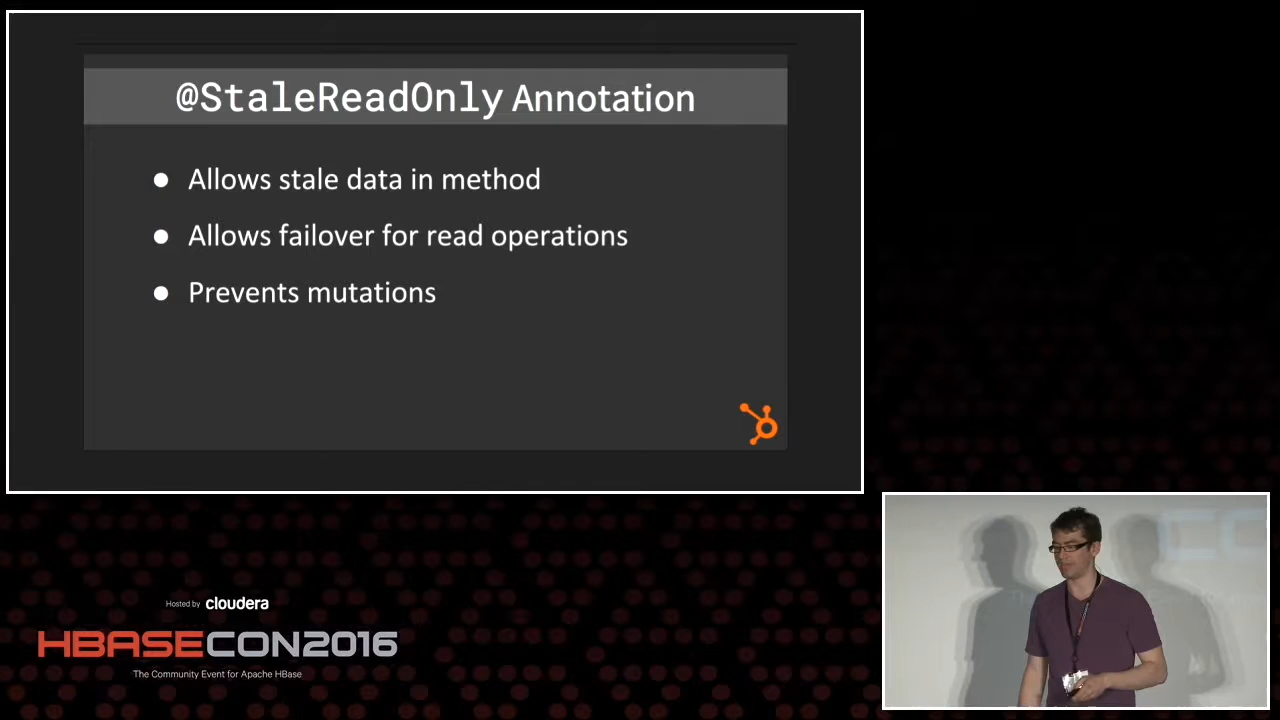 @StaleReadOnly Annotation
● Allows stale data in method
● Allows failover for read operations
● Prevents mutations
Hosted by cloudera
HBASECON2016
The Community Event for Apache HBase